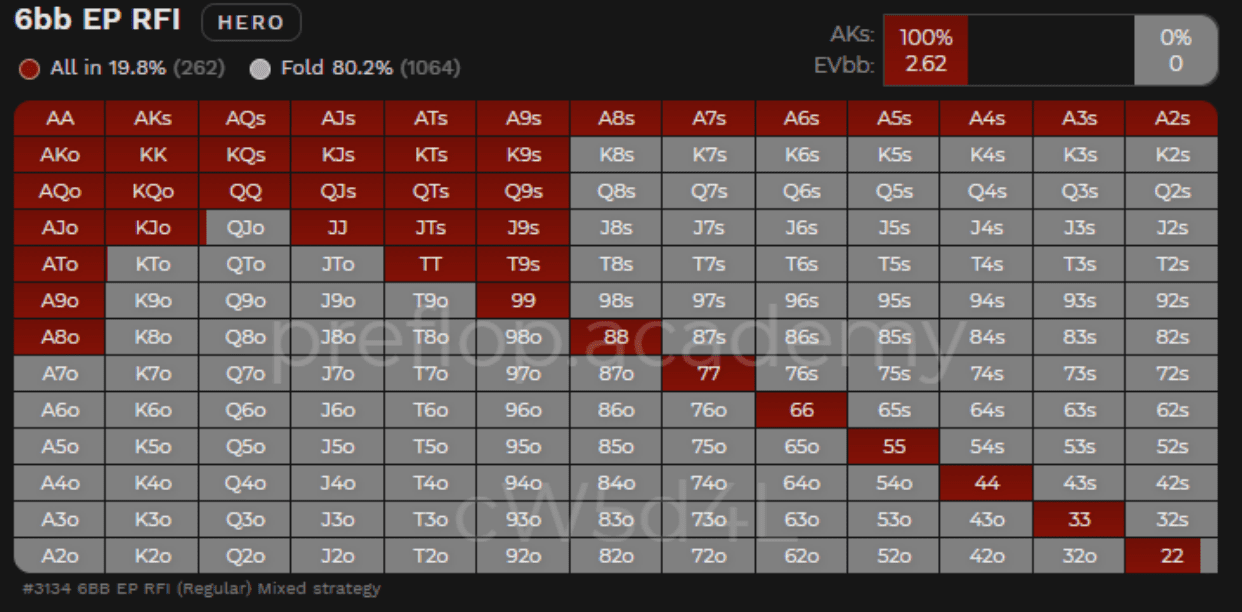 6bb EP RFI HERO
All in 19.8% (262) Fold 80.2% (1064)
AKs: 100% 0%
EVbb: 2.62 0
AA AKs AQs AJs ATs A9s A8s A7s A6s A5s A4s A3s A2s
AKo KK KQs KJs KTs K9s K8s K7s K6s K5s K4s K3s K2s
AQo KQo QQ QJs QTs Q9s Q8s Q7s Q6s Q5s Q4s Q3s Q2s
AJo KJo QJo JJ JTs J9s J8s J7s J6s J5s J4s J3s J2s
ATo KTo QTo JTo TT T9s T8s T7s T6s T5s T4s T3s T2s
A9o K9o Q9o J9o T9o 99 98s 97s 96s 95s 94s 93s 92s
A8o K8o Q8o J8o T8o 98o 88 87s 86s 85s 84s 83s 82s
preflop.academy
A7o K7o Q7o J7o T7o 97o 87o 77 76s 75s 74s 73s 72s
A6o K6o Q6o J6o T6o 96o 86o 76o 66 65s 64s 63s 62s
A5o K5o Q5o J5o T5o 95o 85o 75o 65o 55 54s 53s 52s
A4o K4o Q4o J4o T4o 94o 84o 74o 64o 54o 44 43s 42s
A3o K3o Q3o J3o T3o 93o 83o 73o 63o 53o 43o 33 32s
cW5d4L
A2o K2o Q2o J2o T2o 92o 82o 72o 62o 52o 42o 32o 22
#3134 6BB EP RFI (Regular) Mixed strategy